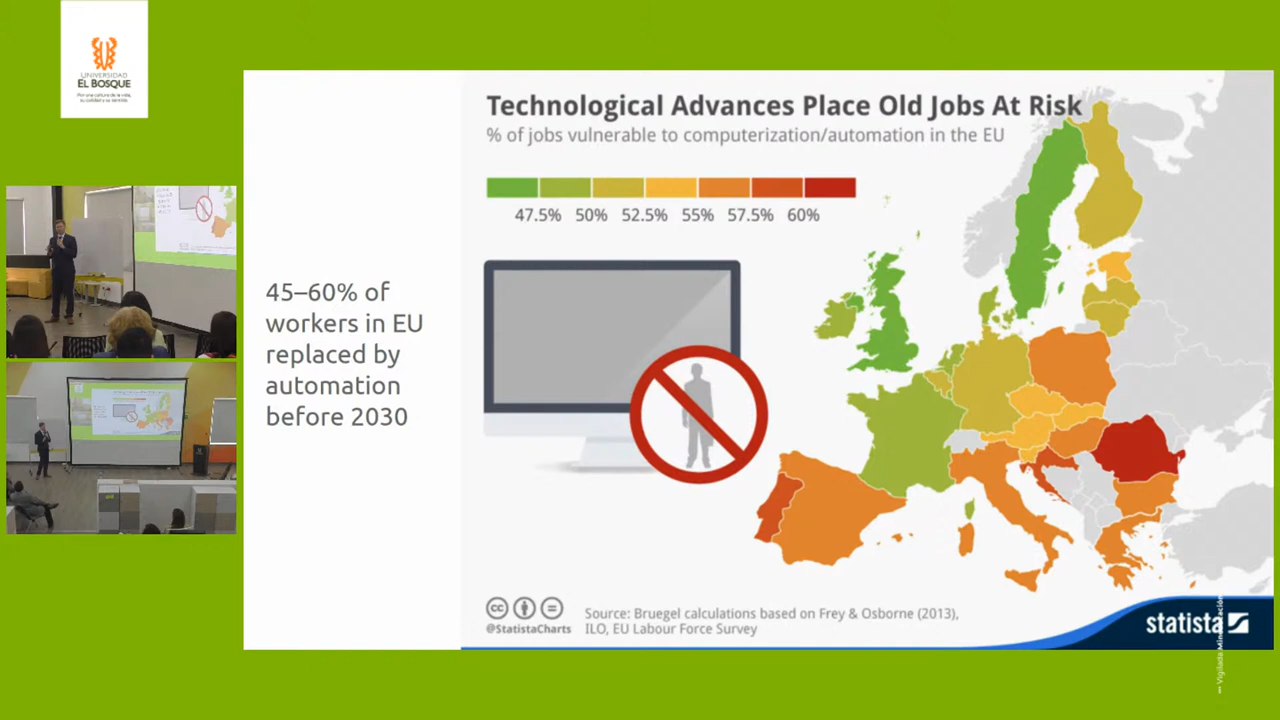 UNIVERSIDAD
EL BOSQUE
Por una cultura de la vida,
su calidad y su sentido
Technological Advances Place Old Jobs At Risk
% of jobs vulnerable to computerization/automation in the EU
47.5% 50% 52.5% 55% 57.5% 60%
45–60% of
workers in EU
replaced by
automation
before 2030
@StatistaCharts
Source: Bruegel calculations based on Frey & Osborne (2013),
ILO, EU Labour Force Survey
statista
Vigilada Mineducación